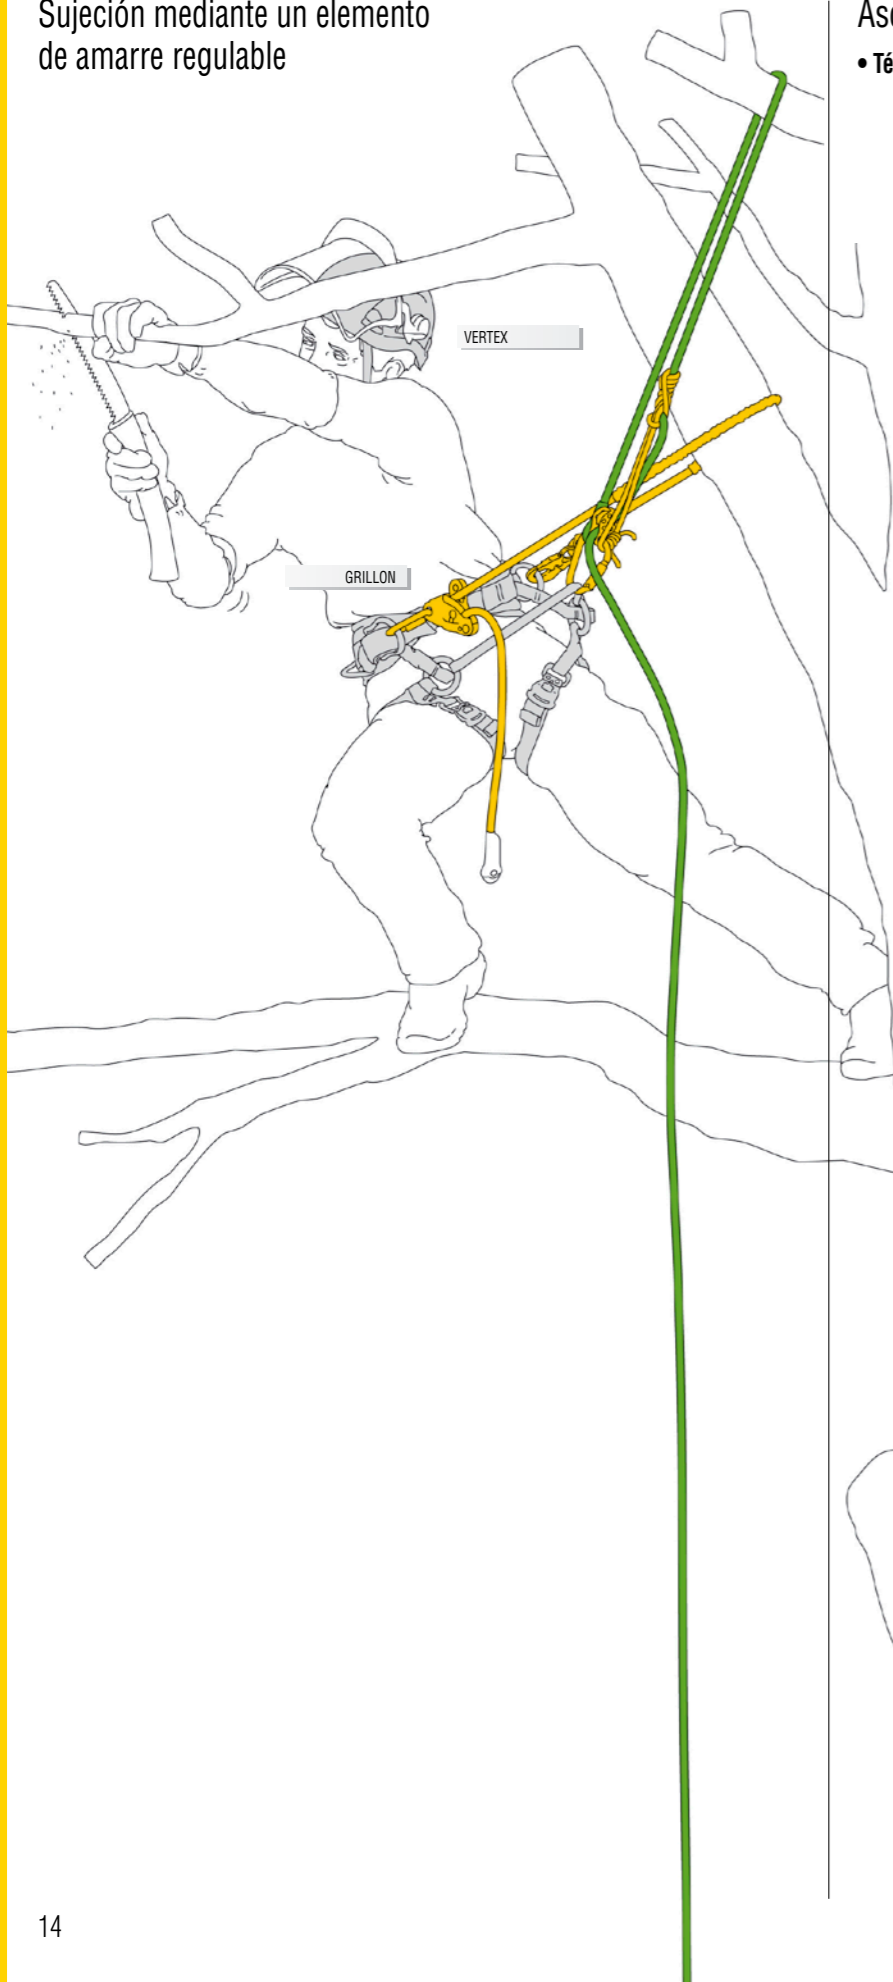 Sujeción mediante un elemento
de amarre regulable
VERTEX
GRILLON
14